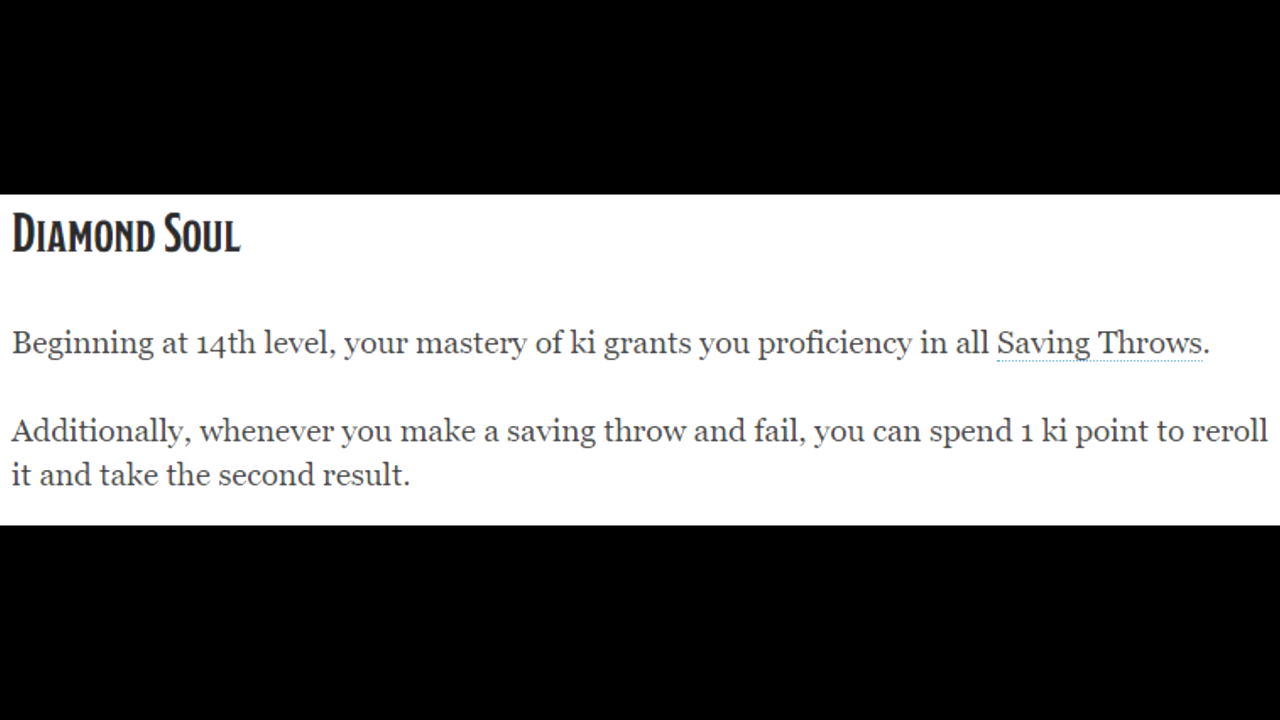 Diamond Soul
Beginning at 14th level, your mastery of ki grants you proficiency in all Saving Throws.
Additionally, whenever you make a saving throw and fail, you can spend 1 ki point to reroll
it and take the second result.